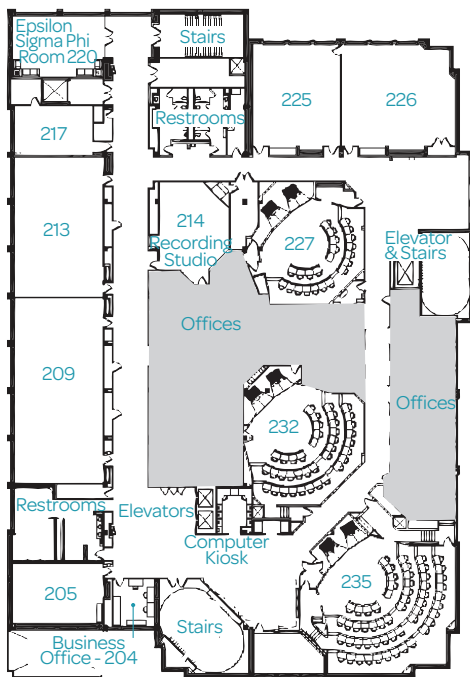 Epsilon
Sigma Phi
Room 220
Stairs
225
226
217
Restrooms
213
214
Recording
Studio
227
Elevator
& Stairs
Offices
209
Offices
232
Restrooms
Elevators
Computer
Kiosk
235
205
Business
Office - 204
Stairs